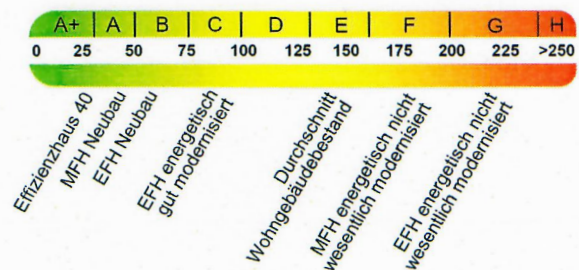 A+ A B C D E F G H
0 25 50 75 100 125 150 175 200 225 >250
Effizienzhaus 40
MFH Neubau
EFH Neubau
EFH energetisch
gut modernisiert
Durchschnitt
Wohngebäudebestand
MFH energetisch nicht
wesentlich modernisiert
EFH energetisch nicht
wesentlich modernisiert